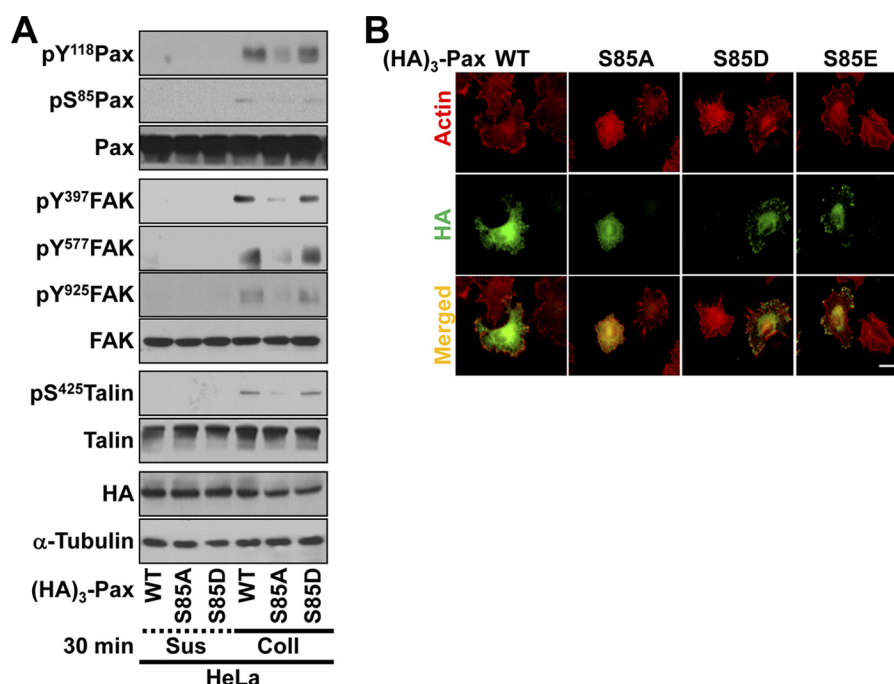 A
pY118Pax
pS85Pax
Pax
pY397FAK
pY577FAK
pY925FAK
FAK
pS425Talin
Talin
HA
α-Tubulin
(HA)3-Pax WT S85A S85D WT S85A S85D
30 min Sus Coll
HeLa
B
(HA)3-Pax WT S85A S85D S85E
Actin
HA
Merged